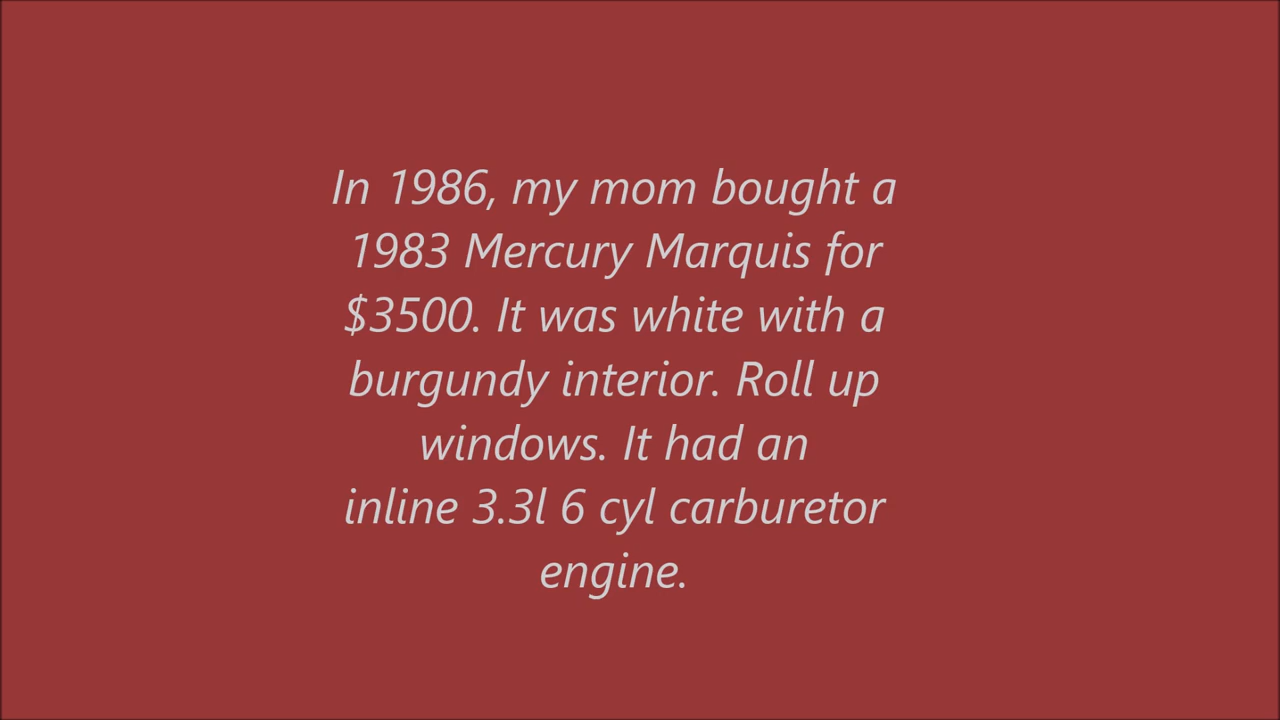 In 1986, my mom bought a
1983 Mercury Marquis for
$3500. It was white with a
burgundy interior. Roll up
windows. It had an
inline 3.3l 6 cyl carburetor
engine.